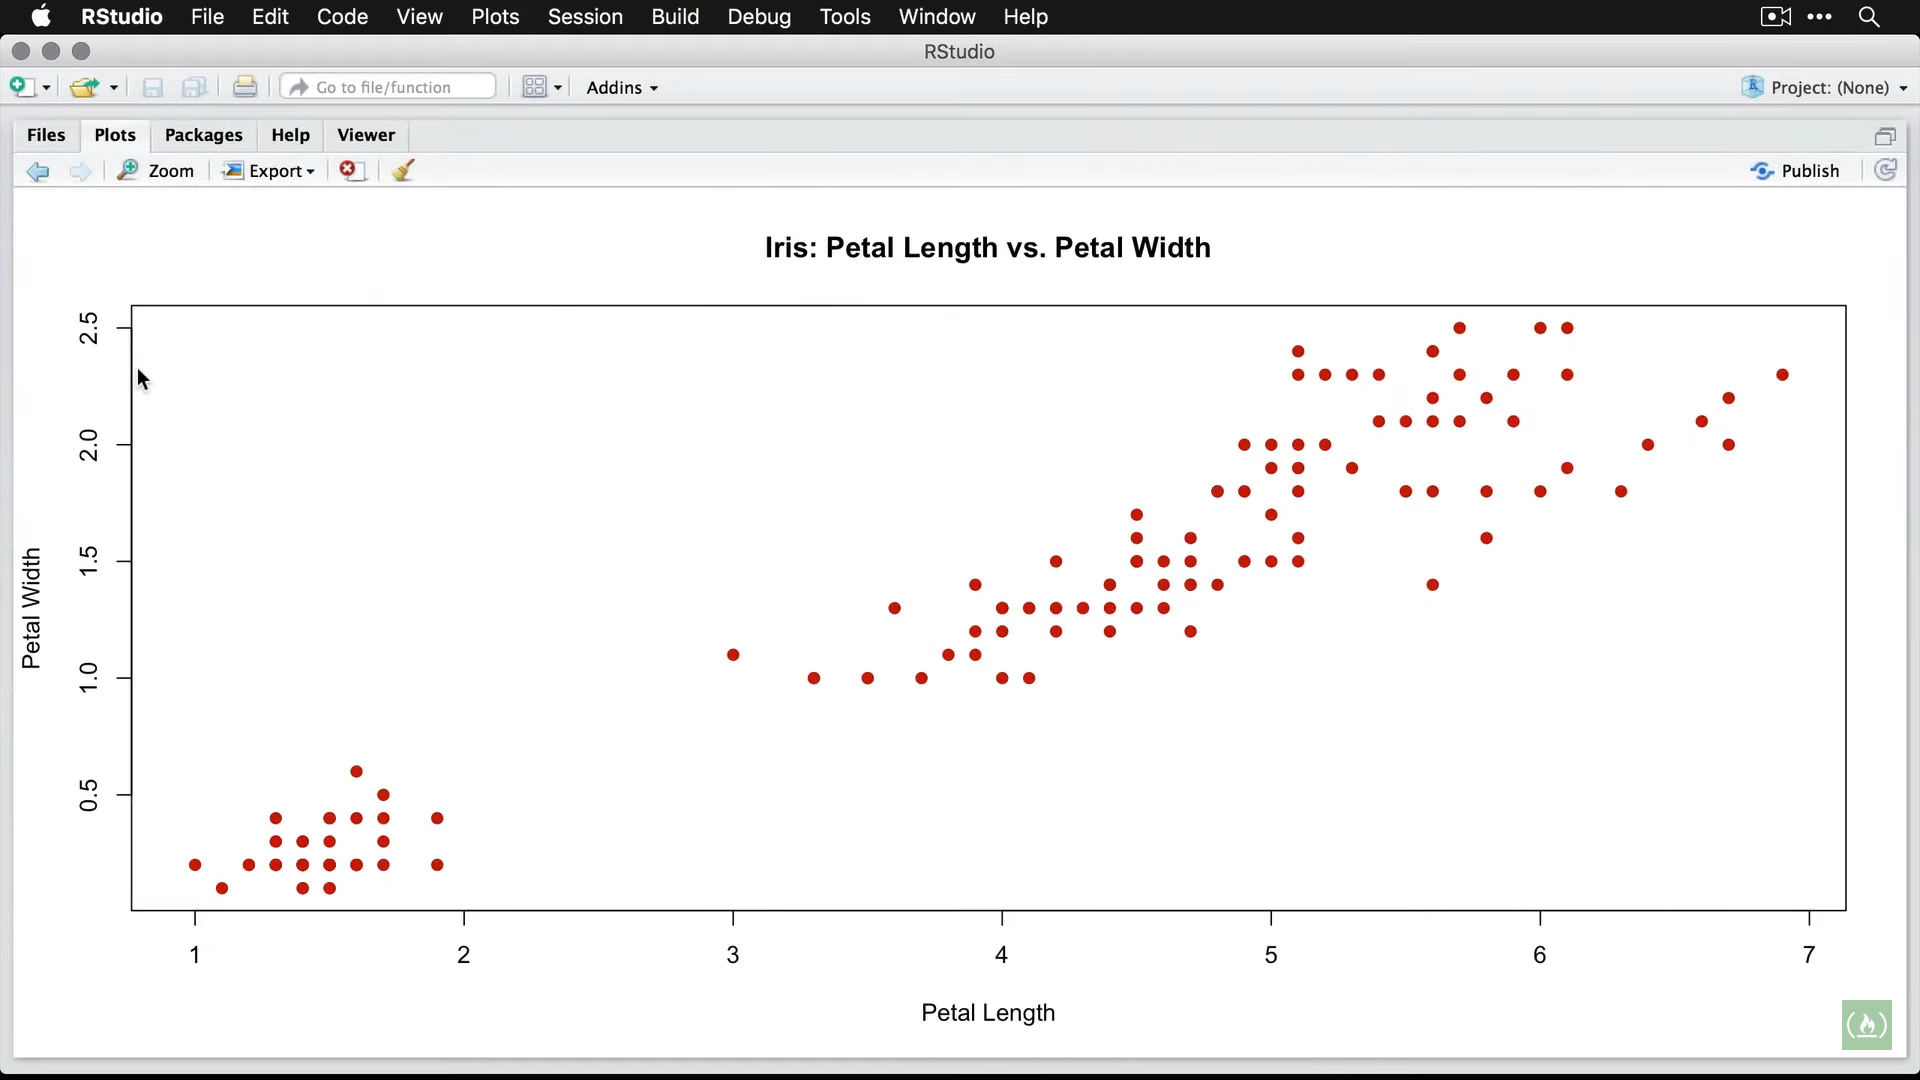 RStudio File Edit Code View Plots Session Build Debug Tools Window Help
RStudio
Go to file/function Addins Project: (None)
Files Plots Packages Help Viewer
Zoom Export Publish
Iris: Petal Length vs. Petal Width
2.5
2.0
1.5
1.0
0.5
Petal Width
1 2 3 4 5 6 7
Petal Length